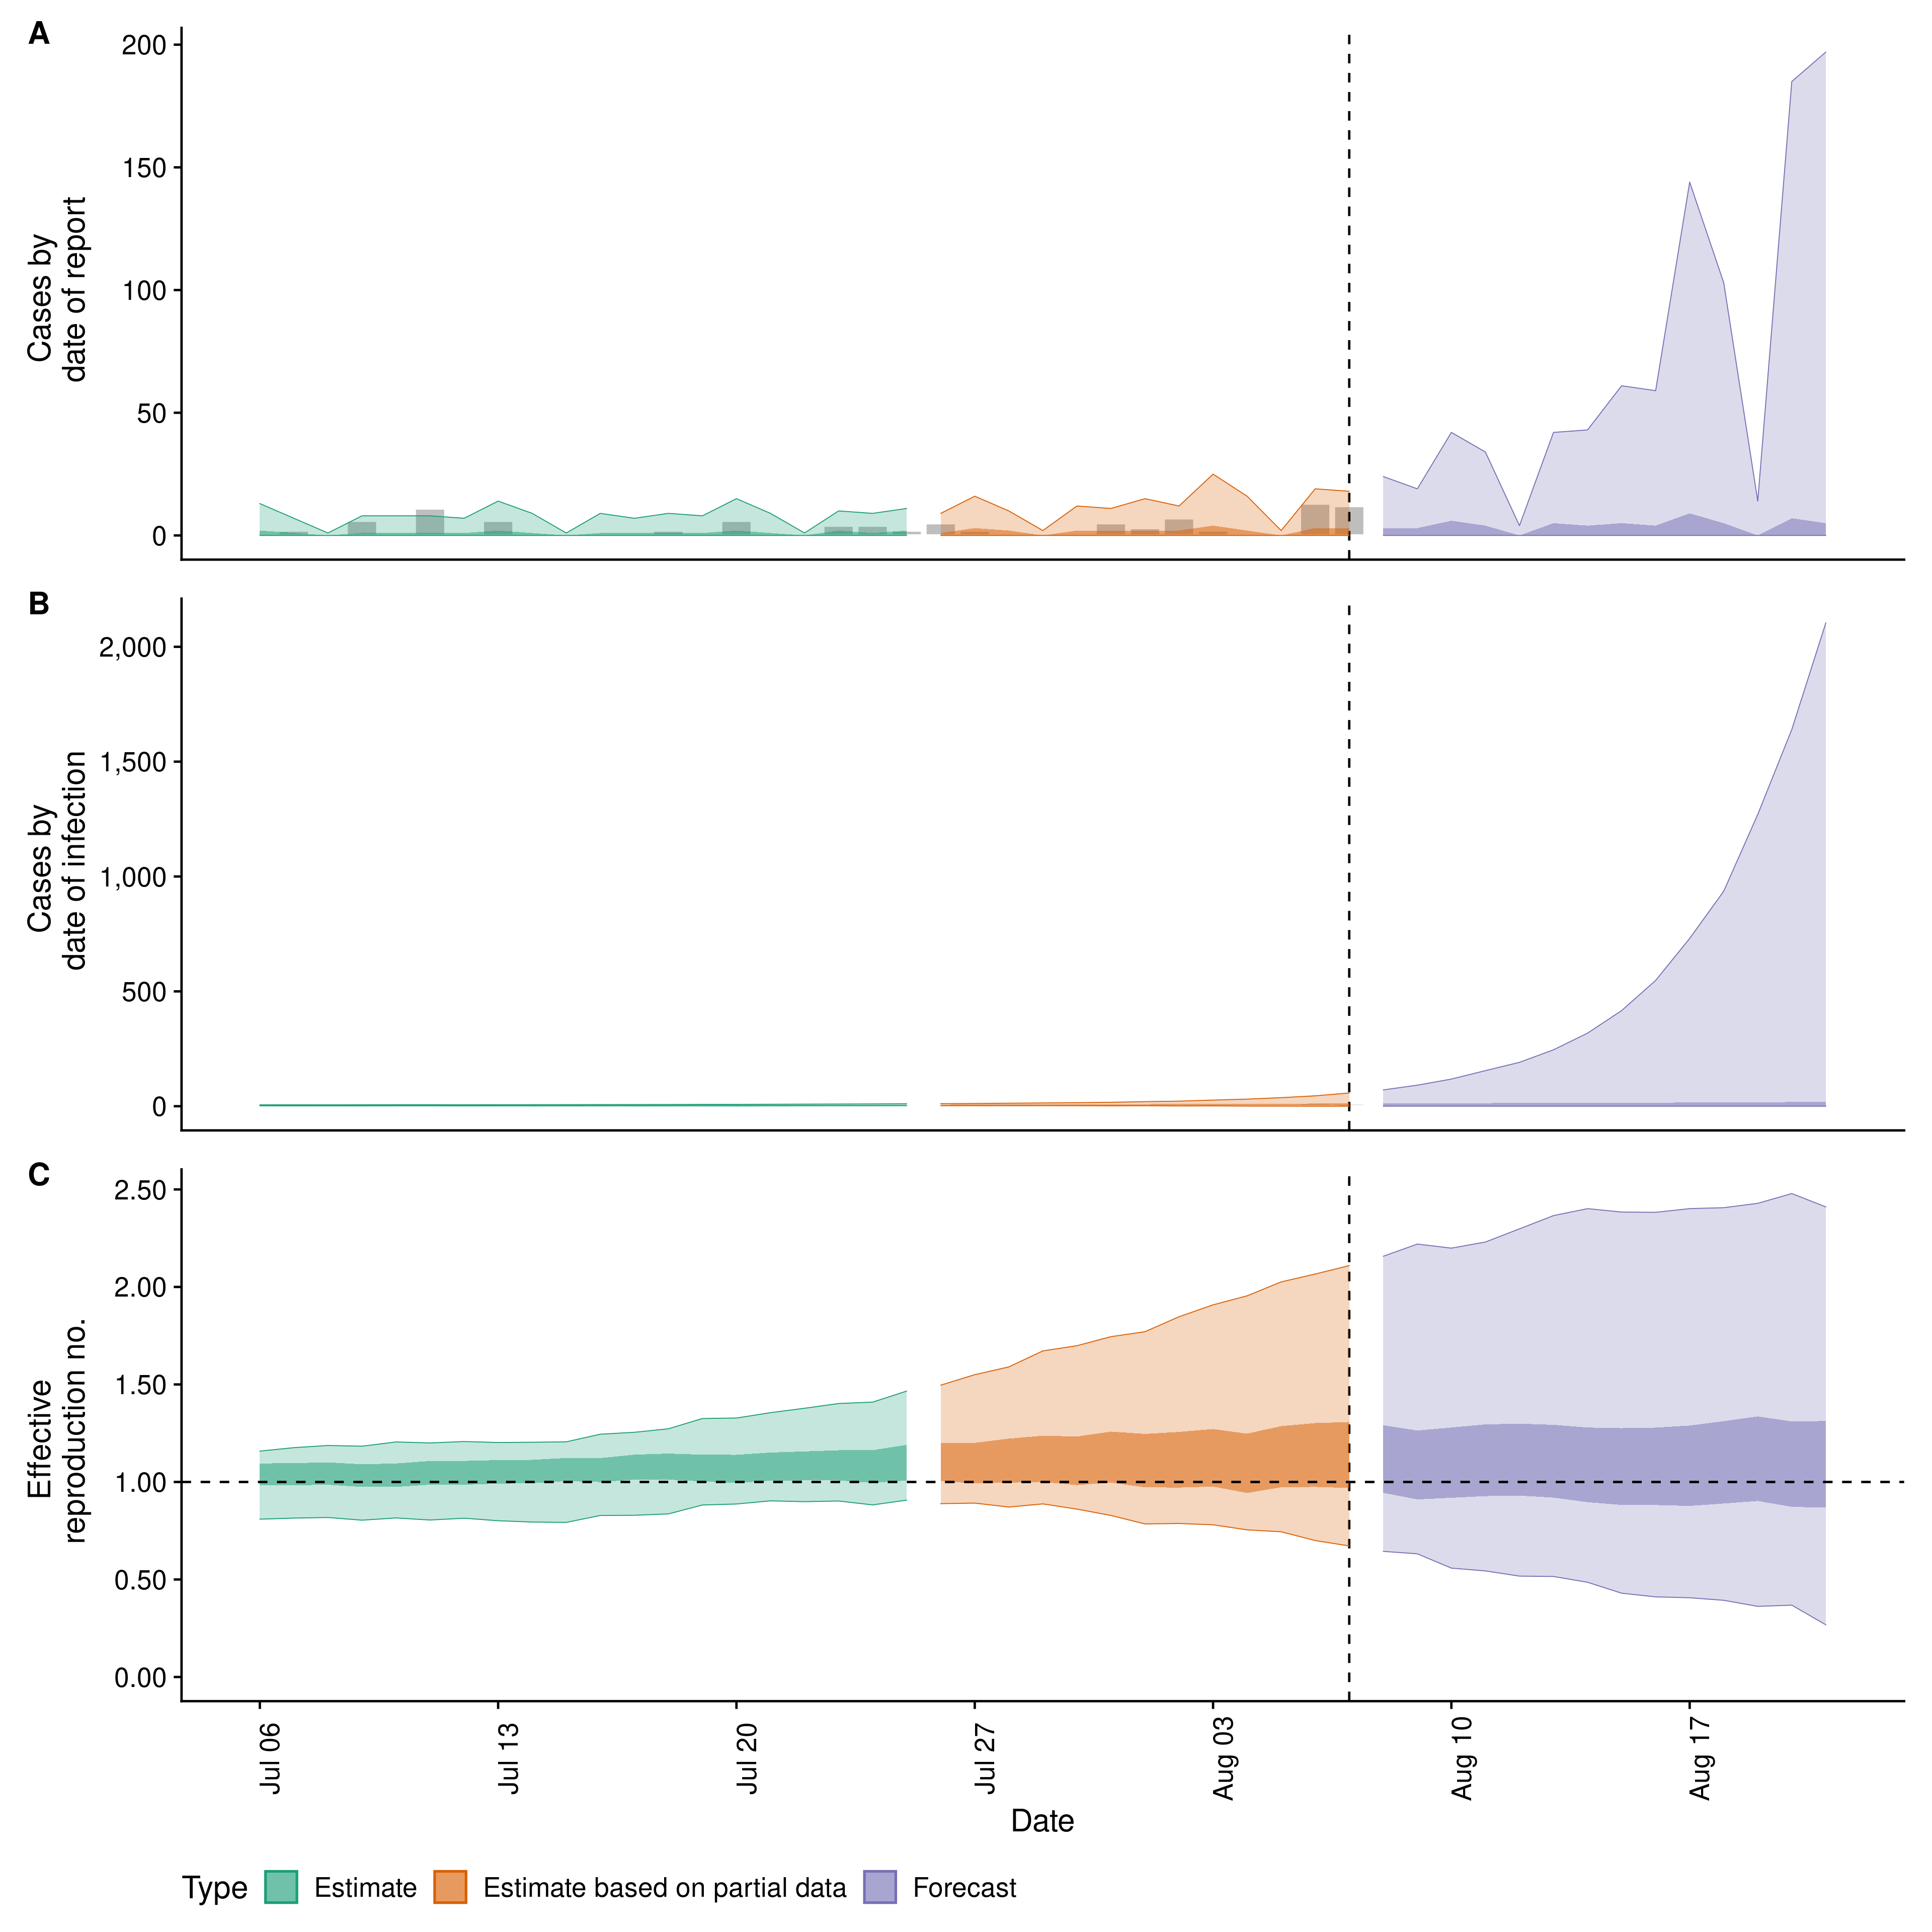 A
200
150
100
50
0
Cases by
date of report
B
2,000
1,500
1,000
500
0
Cases by
date of infection
C
2.50
2.00
1.50
1.00
0.50
0.00
Effective
reproduction no.
Jul 06
Jul 13
Jul 20
Jul 27
Aug 03
Aug 10
Aug 17
Date
Type Estimate Estimate based on partial data Forecast